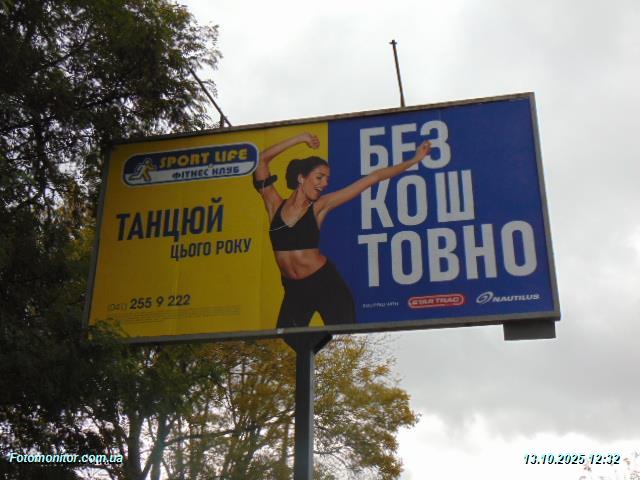 SPORT LIFE
ФІТНЕС КЛУБ
ТАНЦЮЙ
ЦЬОГО РОКУ
255 9 222
БЕЗ
КОШ
ТОВНО
STAR TRAC
NAUTILUS
Fotomonitor.com.ua
13.10.2025 12:32